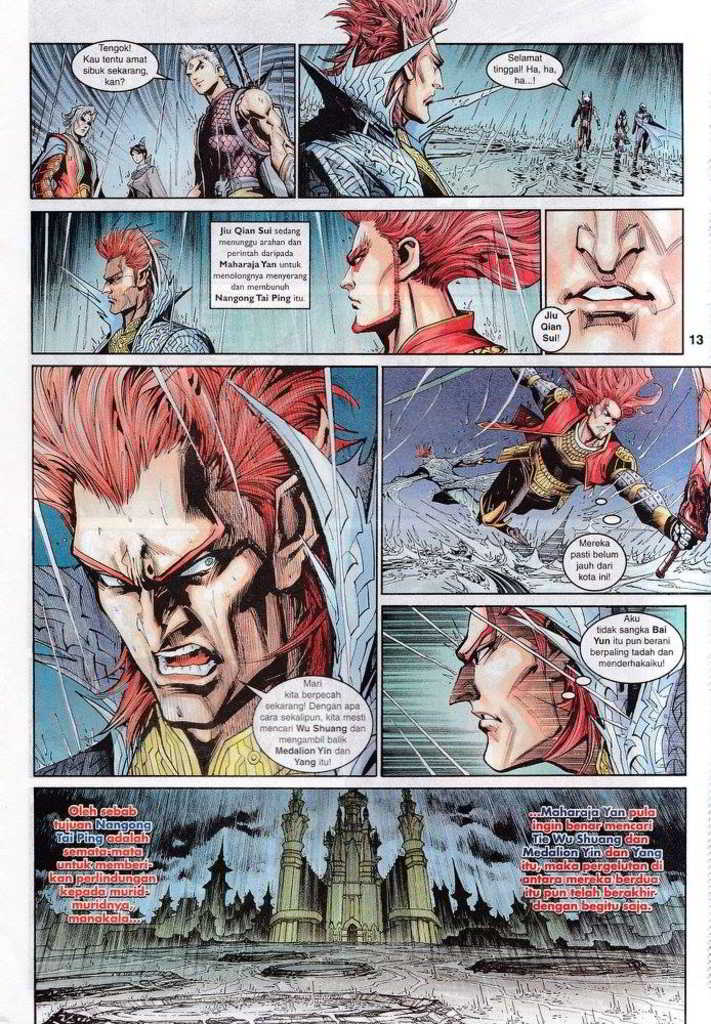 Tengok!
Kau tentu amat
sibuk sekarang,
kan?
Selamat
tinggal! Ha, ha,
ha...!
Jiu Qian Sui sedang
menunggu arahan dan
perintah daripada
Maharaja Yan untuk
menolongnya menyerang
dan membunuh
Nangong Tai Ping itu.
Jiu
Qian
Sui!
13
Mari
kita berpecah
sekarang! Dengan apa
cara sekalipun, kita mesti
mencari Wu Shuang dan
mengambil balik
Medalion Yin dan
Yang itu!
Mereka
pasti belum
jauh dari
kota ini!
Aku
tidak sangka Bai
Yun itu pun berani
berpaling tadah dan
menderhakaiku!
Oleh sebab
tujuan Nangong
Tai Ping adalah
semata-mata
untuk memberi-
kan perlindungan
kepada murid-
muridnya,
manakala...
...Maharaja Yan pula
ingin benar mencari
Tie Wu Shuang dan
Medalion Yin dan Yang
itu, maka pergelutan di
antara mereka berdua
itu pun telah berakhir
dengan begitu saja.